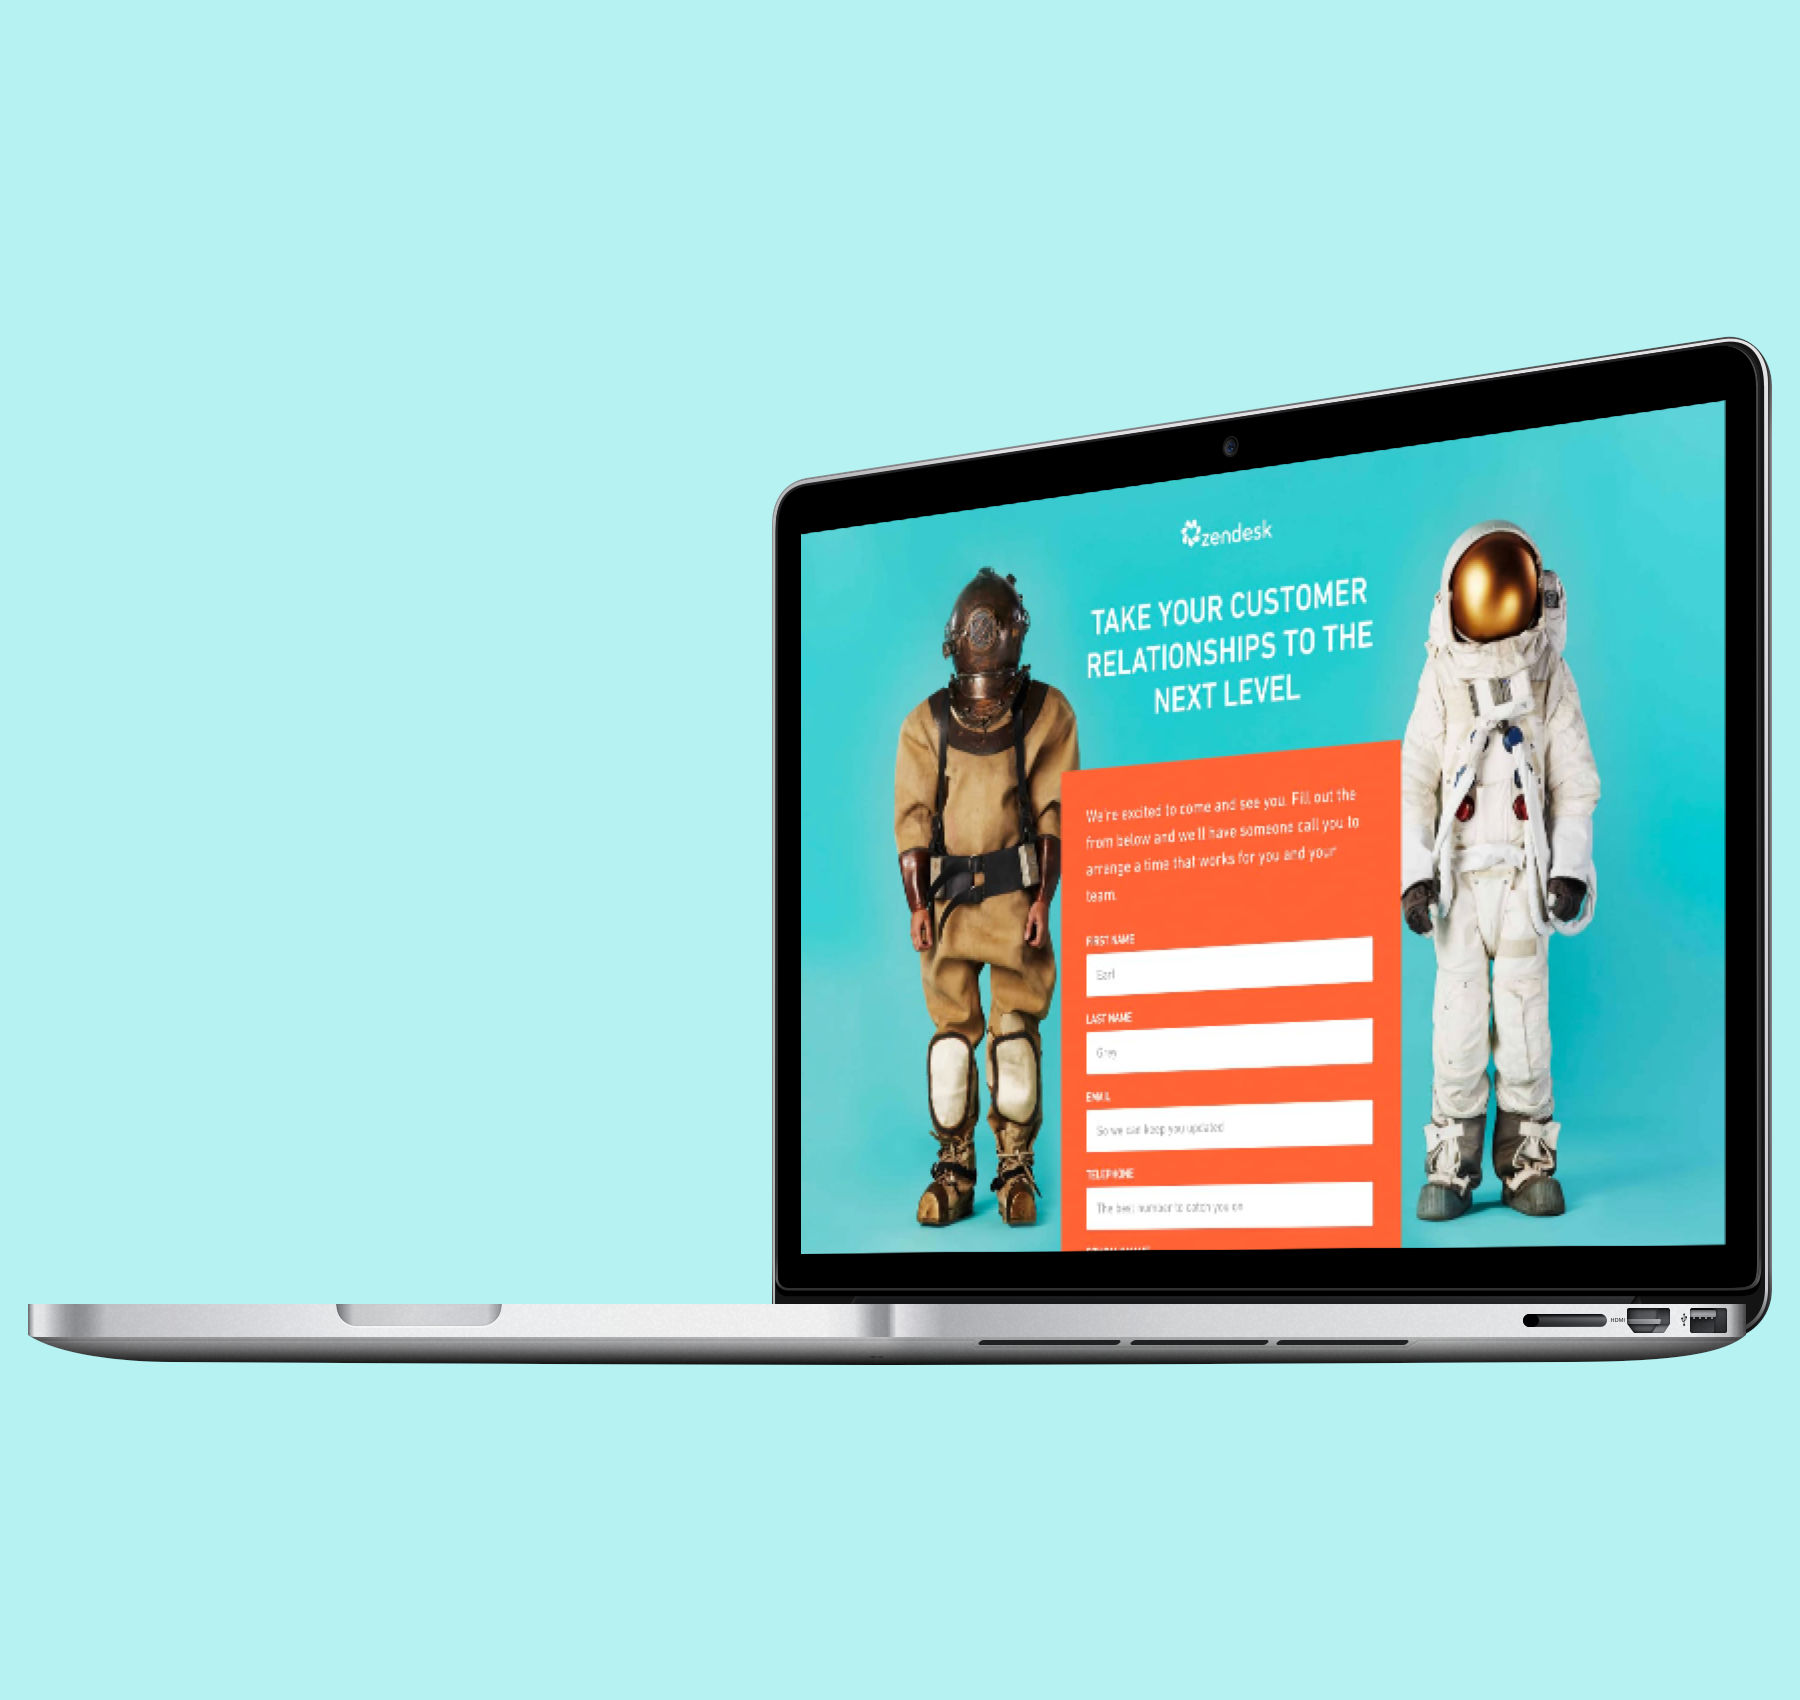 zendesk
TAKE YOUR CUSTOMER
RELATIONSHIPS TO THE
NEXT LEVEL
We're excited to come and see you. Fill out the
from below and we'll have someone call you to
arrange a time that works for you and your
team.
FIRST NAME
Earl
LAST NAME
Grey
EMAIL
So we can keep you updated
TELEPHONE
The best number to catch you on
HDMI